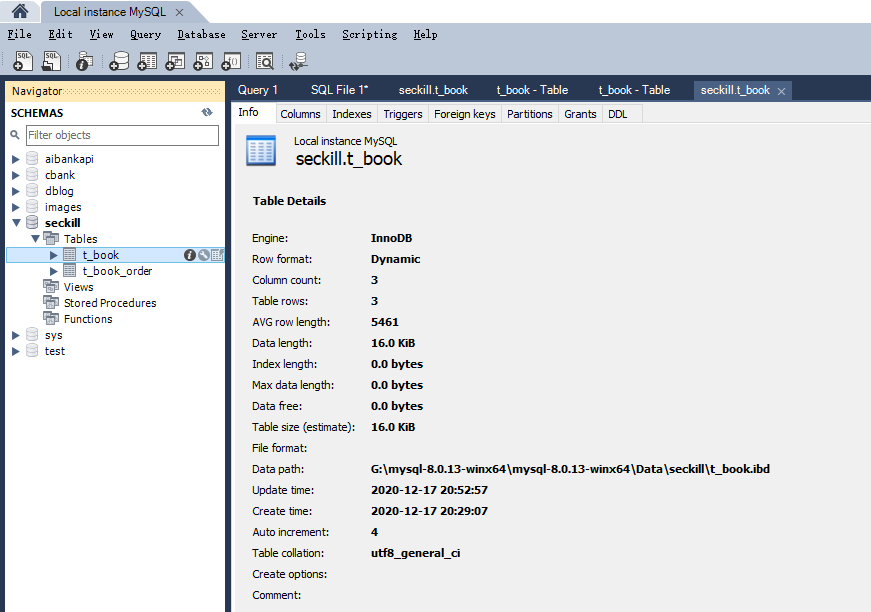 Local instance MySQL
File Edit View Query Database Server Tools Scripting Help
Navigator
SCHEMAS
Filter objects
aibankapi
cbank
dblog
images
seckill
Tables
t_book
t_book_order
Views
Stored Procedures
Functions
sys
test
Query 1 SQL File 1* seckill.t_book t_book - Table t_book - Table seckill.t_book
Info Columns Indexes Triggers Foreign keys Partitions Grants DDL
Local instance MySQL
seckill.t_book
Table Details
Engine: InnoDB
Row format: Dynamic
Column count: 3
Table rows: 3
AVG row length: 5461
Data length: 16.0 KiB
Index length: 0.0 bytes
Max data length: 0.0 bytes
Data free: 0.0 bytes
Table size (estimate): 16.0 KiB
File format:
Data path: G:\mysql-8.0.13-winx64\mysql-8.0.13-winx64\Data\seckill\t_book.ibd
Update time: 2020-12-17 20:52:57
Create time: 2020-12-17 20:29:07
Auto increment: 4
Table collation: utf8_general_ci
Create options:
Comment: